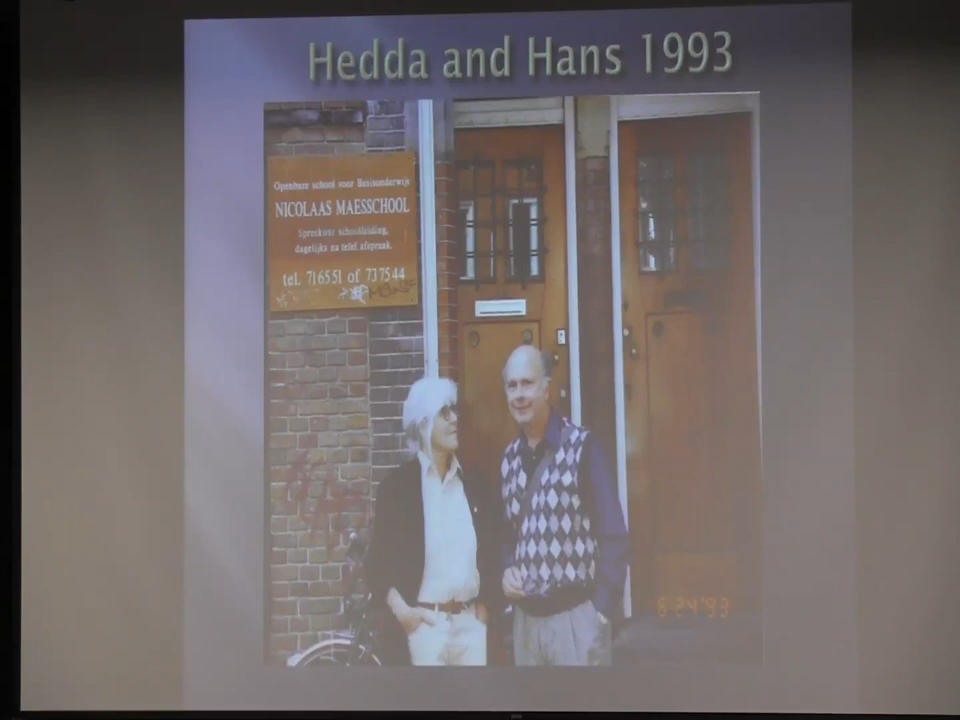 Hedda and Hans 1993
Openbare school voor Basisonderwijs
NICOLAAS MAESSCHOOL
Spreekuur schoolleiding,
dagelijks na telef. afspraak.
tel. 716551 of 737544
6 24'93